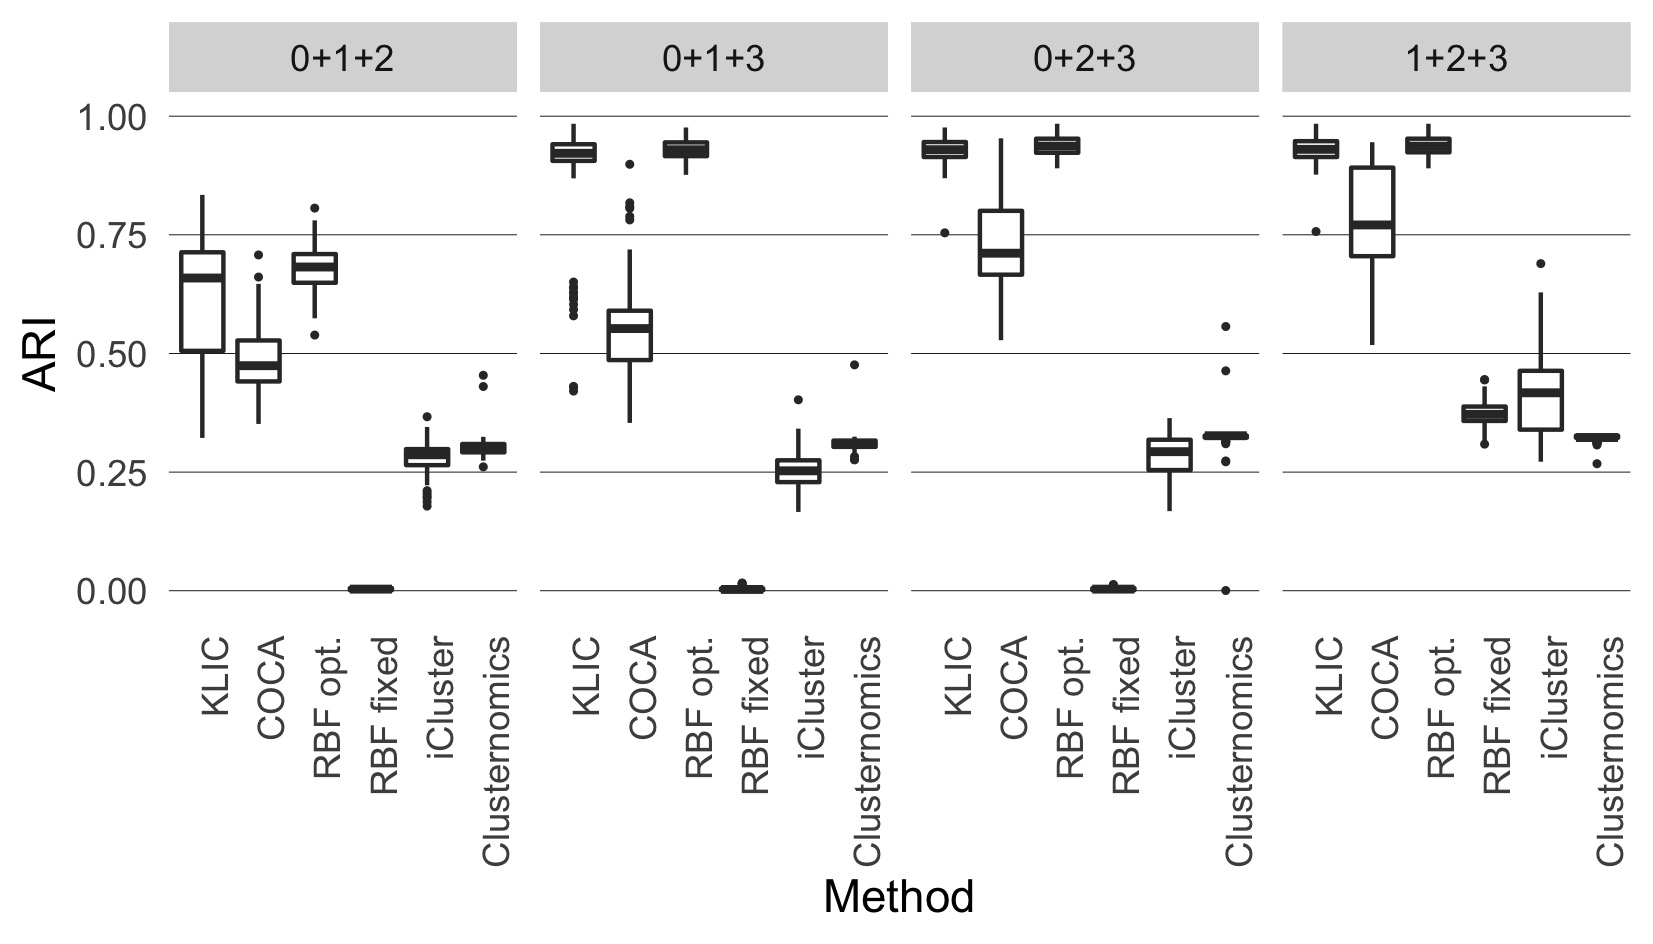 0+1+2 0+1+3 0+2+3 1+2+3
1.00
0.75
0.50
0.25
0.00
ARI
KLIC
COCA
RBF opt.
RBF fixed
iCluster
Clusternomics
KLIC
COCA
RBF opt.
RBF fixed
iCluster
Clusternomics
KLIC
COCA
RBF opt.
RBF fixed
iCluster
Clusternomics
KLIC
COCA
RBF opt.
RBF fixed
iCluster
Clusternomics
Method